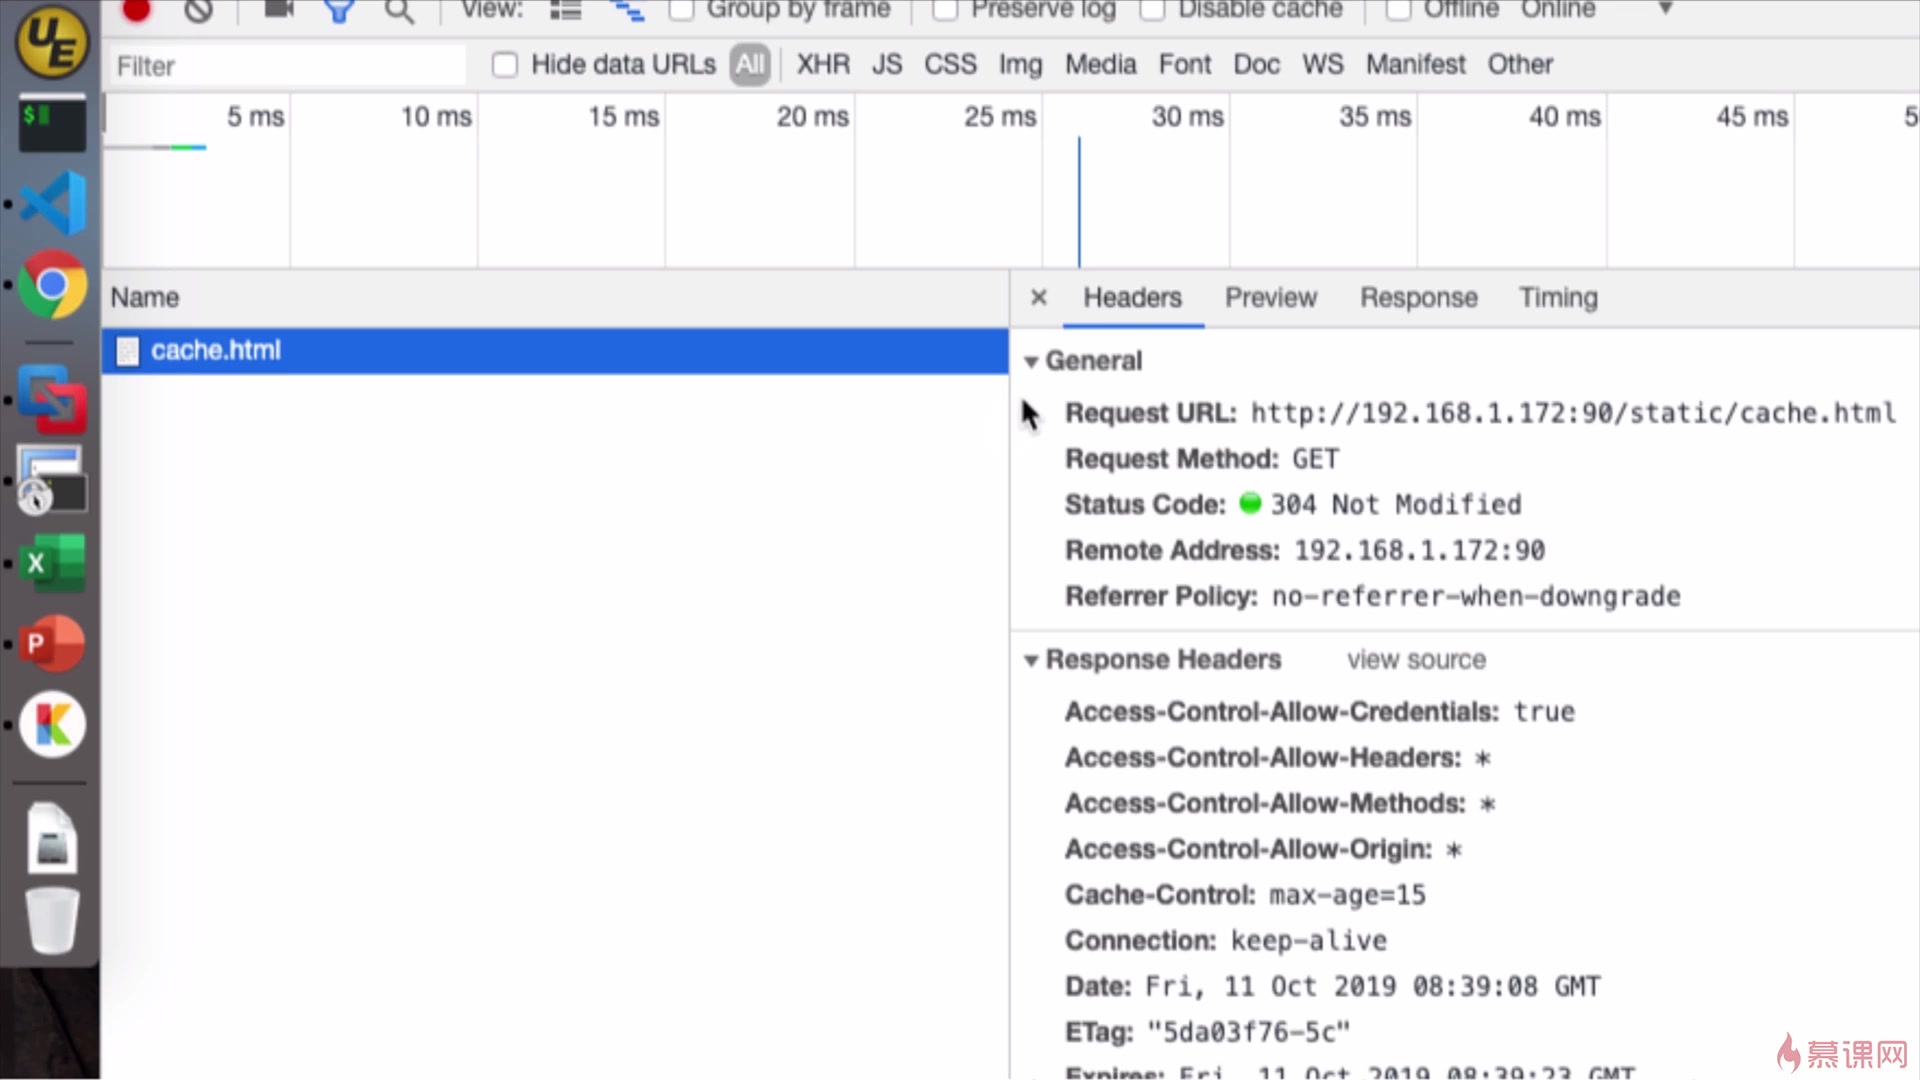 View: Group by frame Preserve log Disable cache Offline Online
Filter Hide data URLs All XHR JS CSS Img Media Font Doc WS Manifest Other
5 ms 10 ms 15 ms 20 ms 25 ms 30 ms 35 ms 40 ms 45 ms 5
Name
cache.html
× Headers Preview Response Timing
General
Request URL: http://192.168.1.172:90/static/cache.html
Request Method: GET
Status Code: 304 Not Modified
Remote Address: 192.168.1.172:90
Referrer Policy: no-referrer-when-downgrade
Response Headers view source
Access-Control-Allow-Credentials: true
Access-Control-Allow-Headers: *
Access-Control-Allow-Methods: *
Access-Control-Allow-Origin: *
Cache-Control: max-age=15
Connection: keep-alive
Date: Fri, 11 Oct 2019 08:39:08 GMT
ETag: "5da03f76-5c"
Expires: Fri, 11 Oct 2019 08:39:23 GMT
慕课网
UE
$
X
P
K